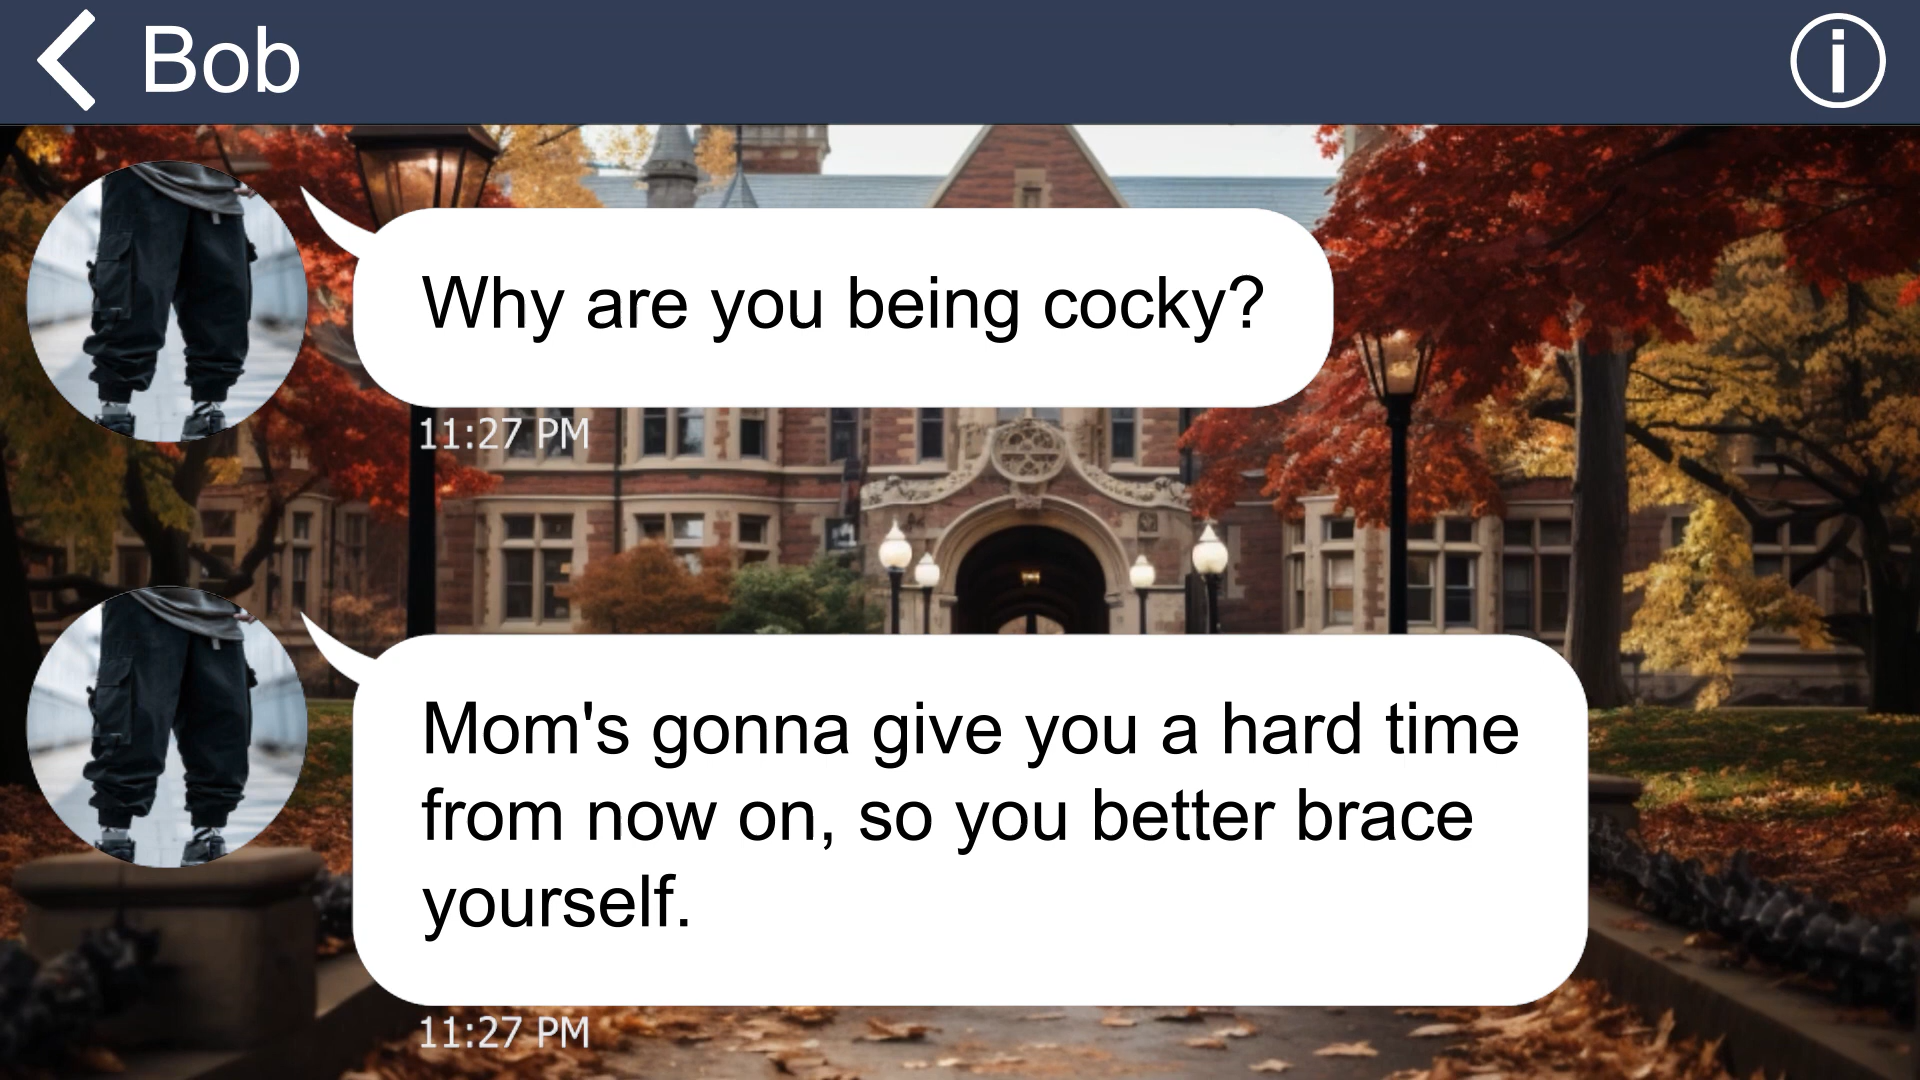 Bob
Why are you being cocky?
11:27 PM
Mom's gonna give you a hard time
from now on, so you better brace
yourself.
11:27 PM